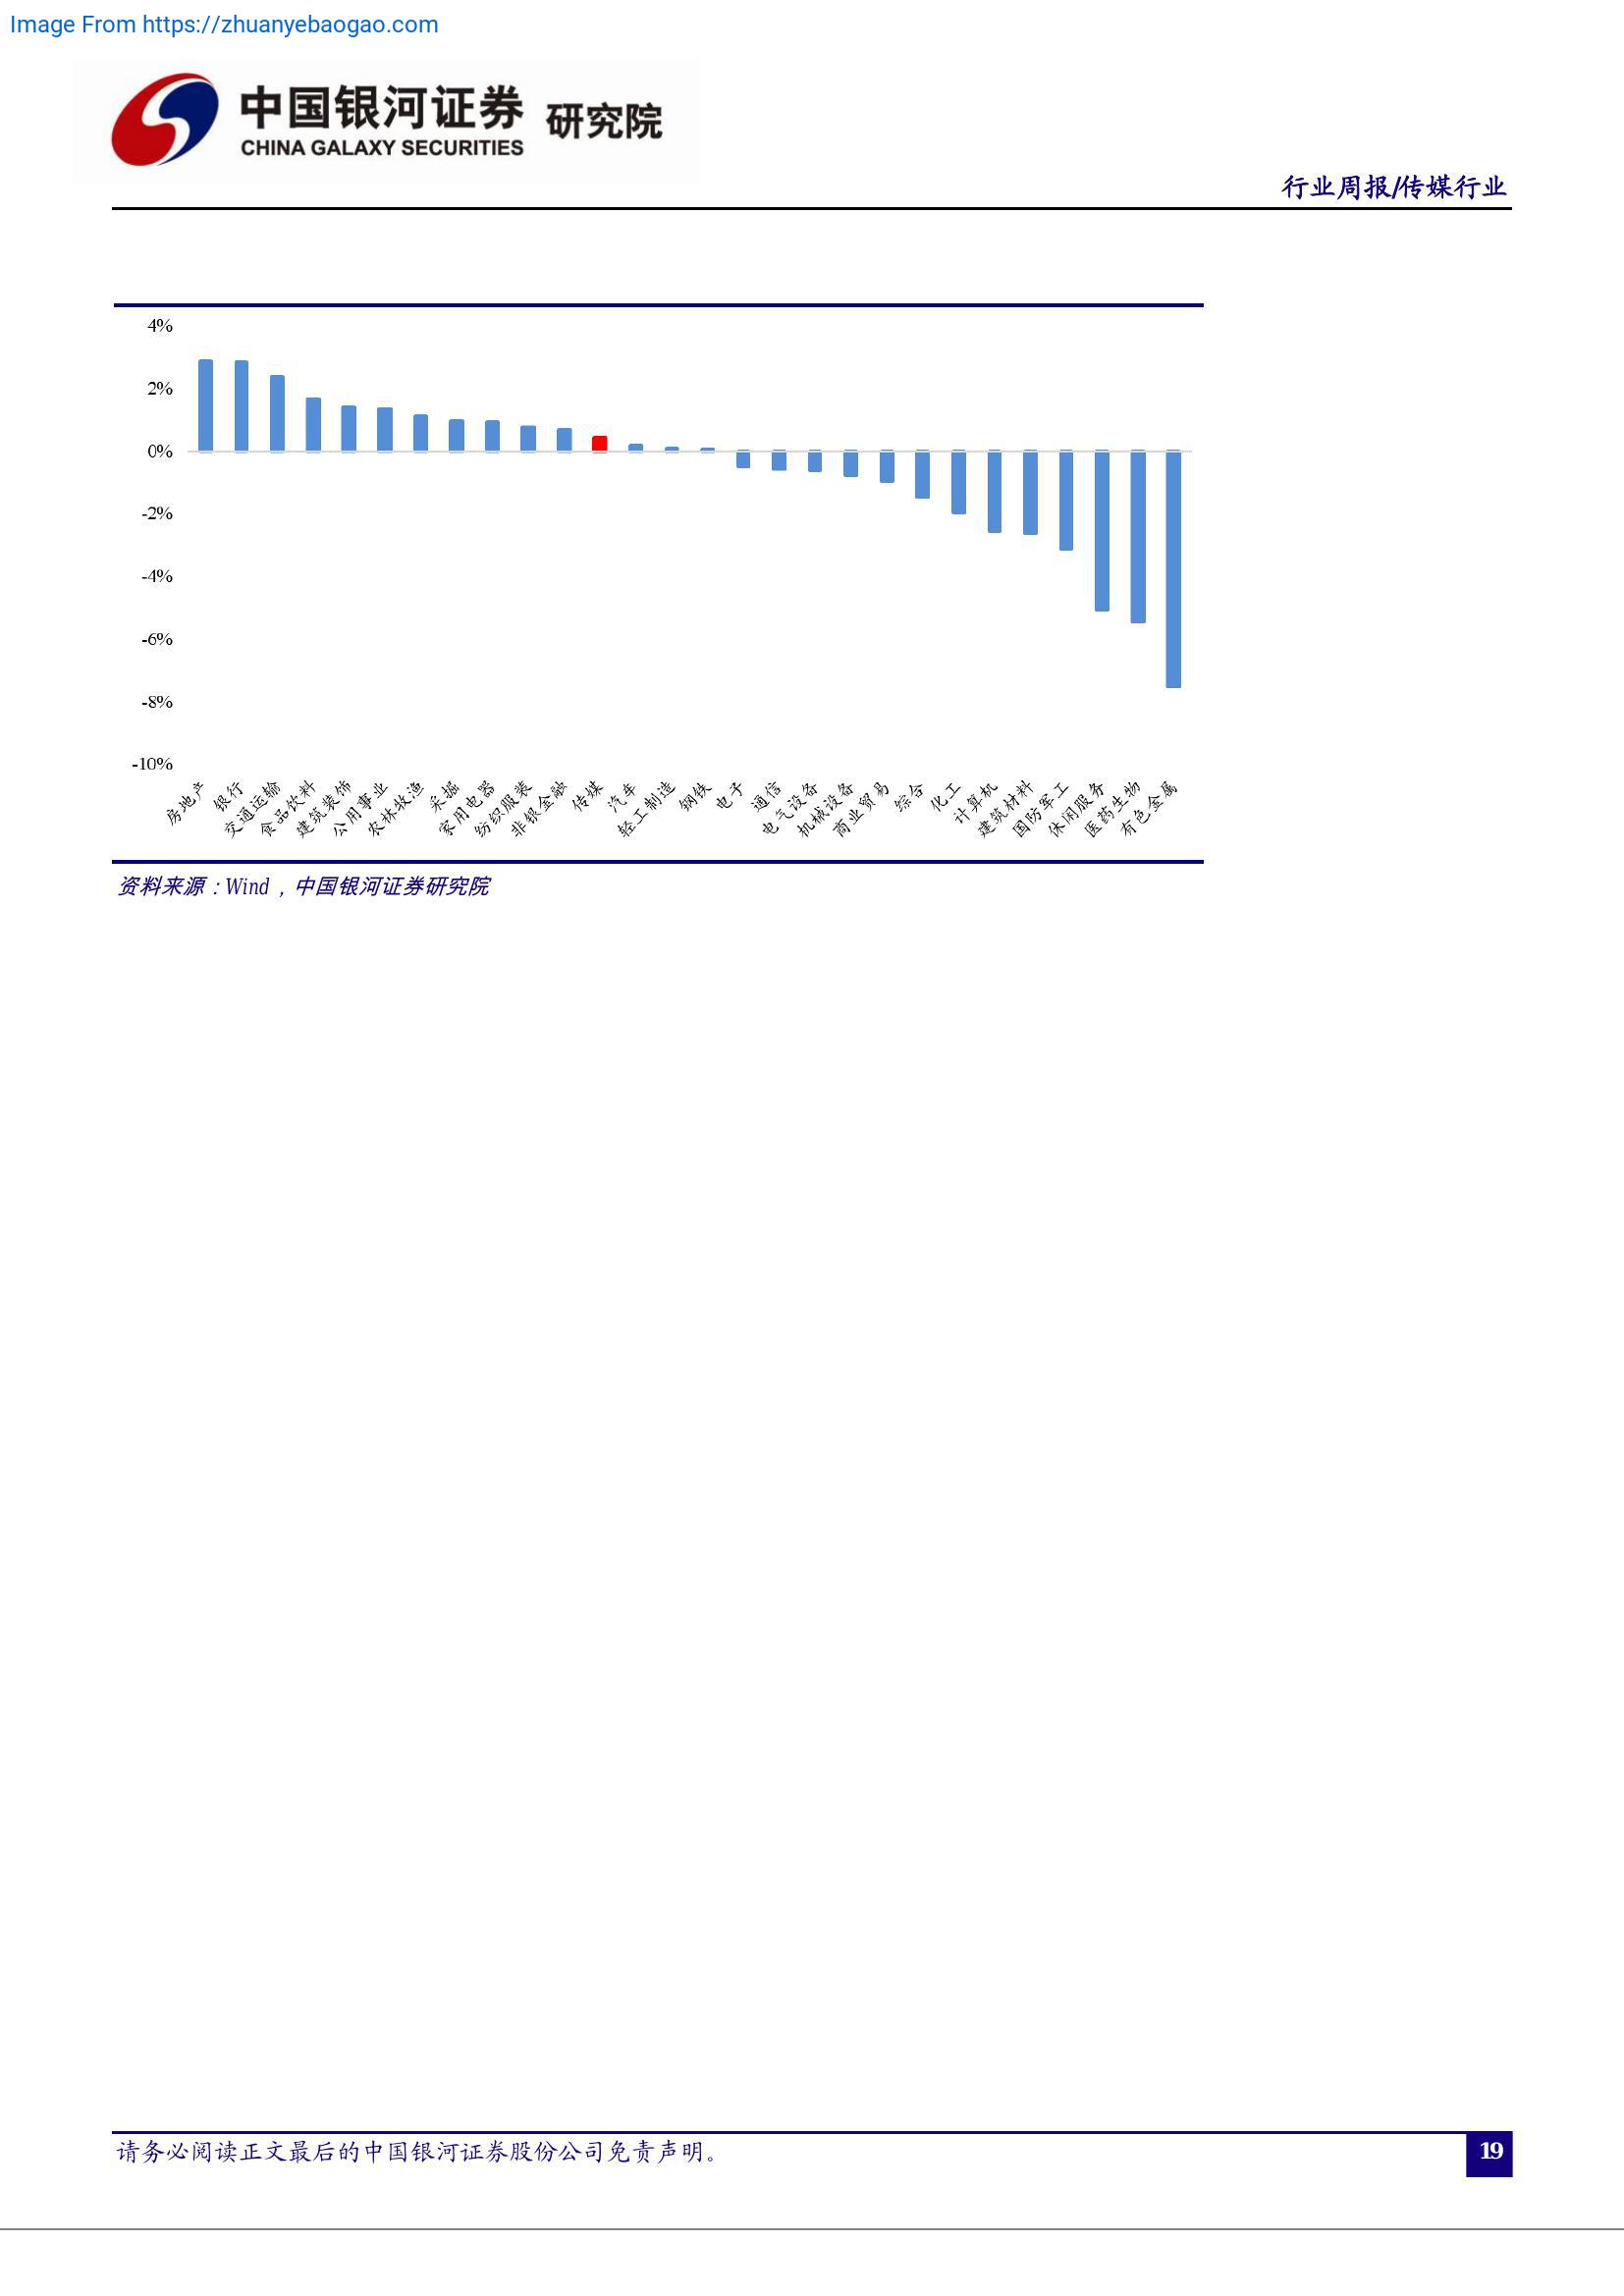 Image From https://zhuanyebaogao.com
中国银河证券 研究院
CHINA GALAXY SECURITIES
行业周报/传媒行业
4%
2%
0%
-2%
-4%
-6%
-8%
-10%
房地产
银行
交通运输
食品饮料
建筑装饰
公用事业
农林牧渔
采掘
家用电器
纺织服装
非银金融
传媒
汽车
轻工制造
钢铁
电子
通信
电气设备
机械设备
商业贸易
综合
化工
计算机
建筑材料
国防军工
休闲服务
医药生物
有色金属
资料来源：Wind，中国银河证券研究院
请务必阅读正文最后的中国银河证券股份公司免责声明。
19